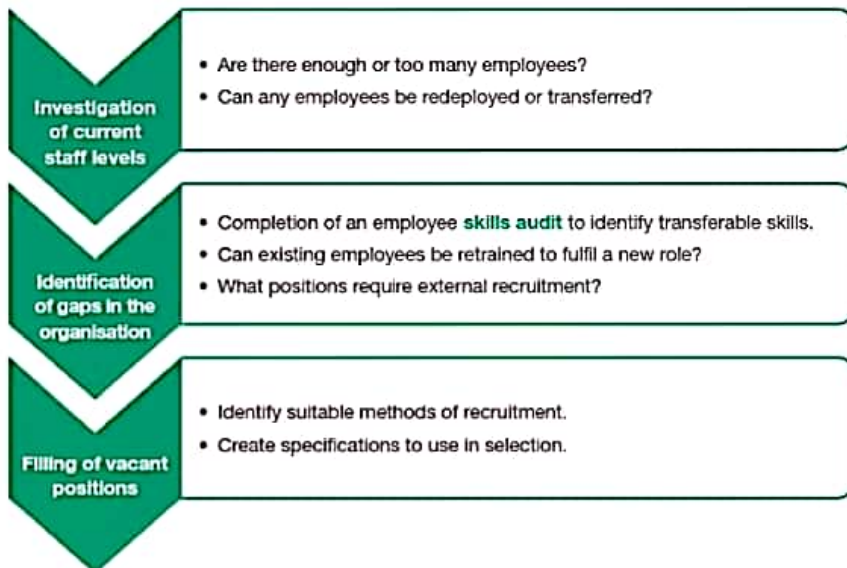 • Are there enough or too many employees?
• Can any employees be redeployed or transferred?
Investigation
of current
staff levels
• Completion of an employee skills audit to identify transferable skills.
• Can existing employees be retrained to fulfil a new role?
• What positions require external recruitment?
Identification
of gaps in the
organisation
• Identify suitable methods of recruitment.
• Create specifications to use in selection.
Filling of vacant
positions